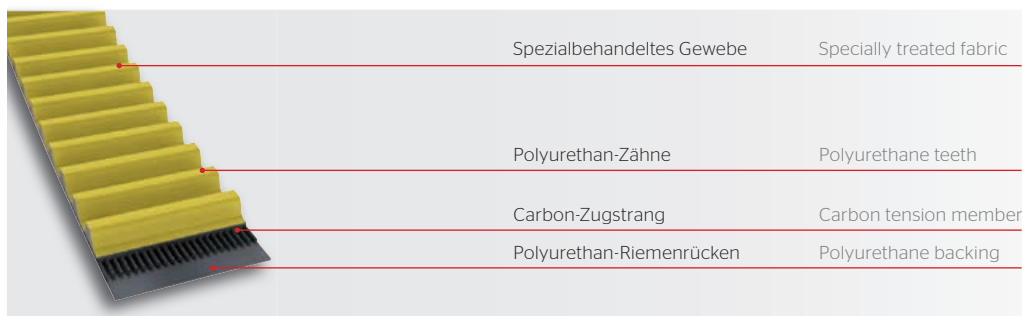 Spezialbehandeltes Gewebe Specially treated fabric
Polyurethan-Zähne Polyurethane teeth
Carbon-Zugstrang Carbon tension member
Polyurethan-Riemenrücken Polyurethane backing